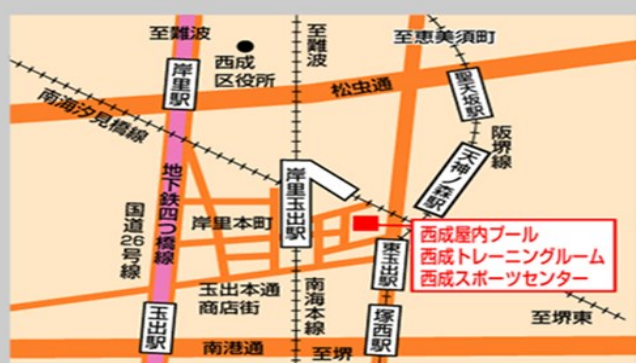 至難波
至難波
至恵美須町
西成
区役所
岸里駅
松虫通
聖天坂駅
南海汐見橋線
阪堺線
天神ノ森駅
地下鉄四つ橋線
国道26号線
岸里玉出駅
岸里本町
西成屋内プール
西成トレーニングルーム
西成スポーツセンター
東玉出駅
玉出本通
商店街
南海本線
塚西駅
玉出駅
至堺東
南港通
至堺